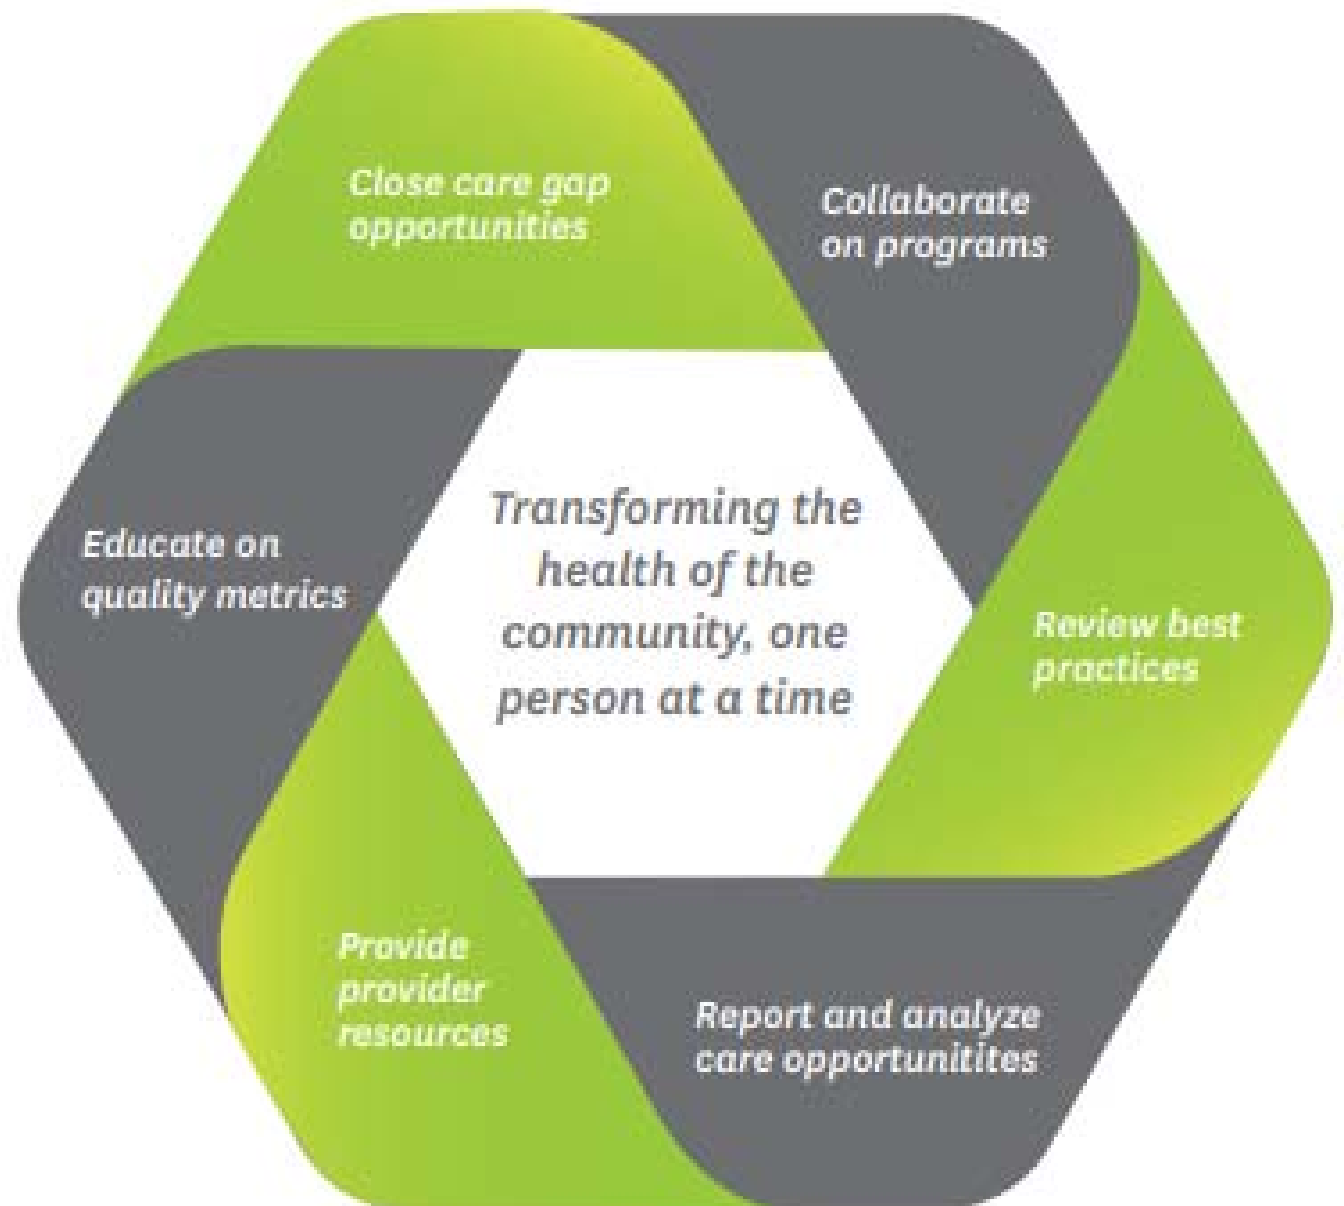 Close care gap
opportunities
Collaborate
on programs
Review best
practices
Report and analyze
care opportunitites
Provide
provider
resources
Educate on
quality metrics
Transforming the
health of the
community, one
person at a time